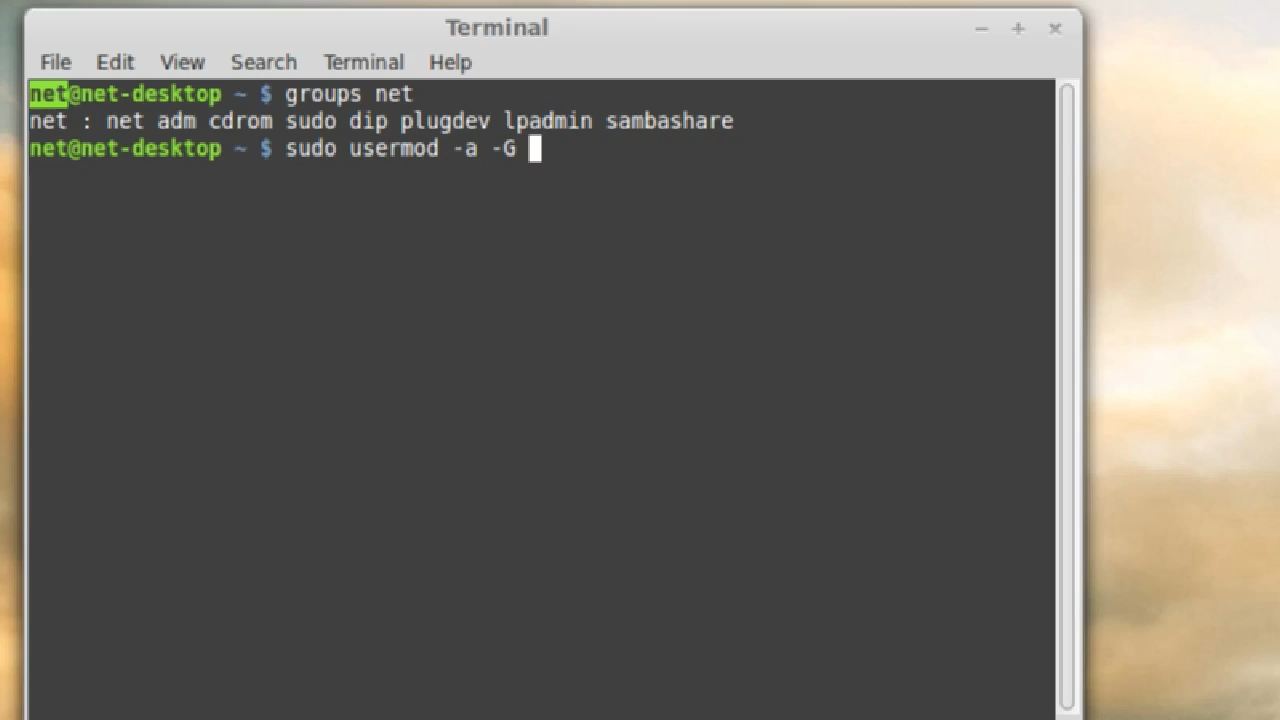 Terminal
File Edit View Search Terminal Help
net@net-desktop ~ $ groups net
net : net adm cdrom sudo dip plugdev lpadmin sambashare
net@net-desktop ~ $ sudo usermod -a -G